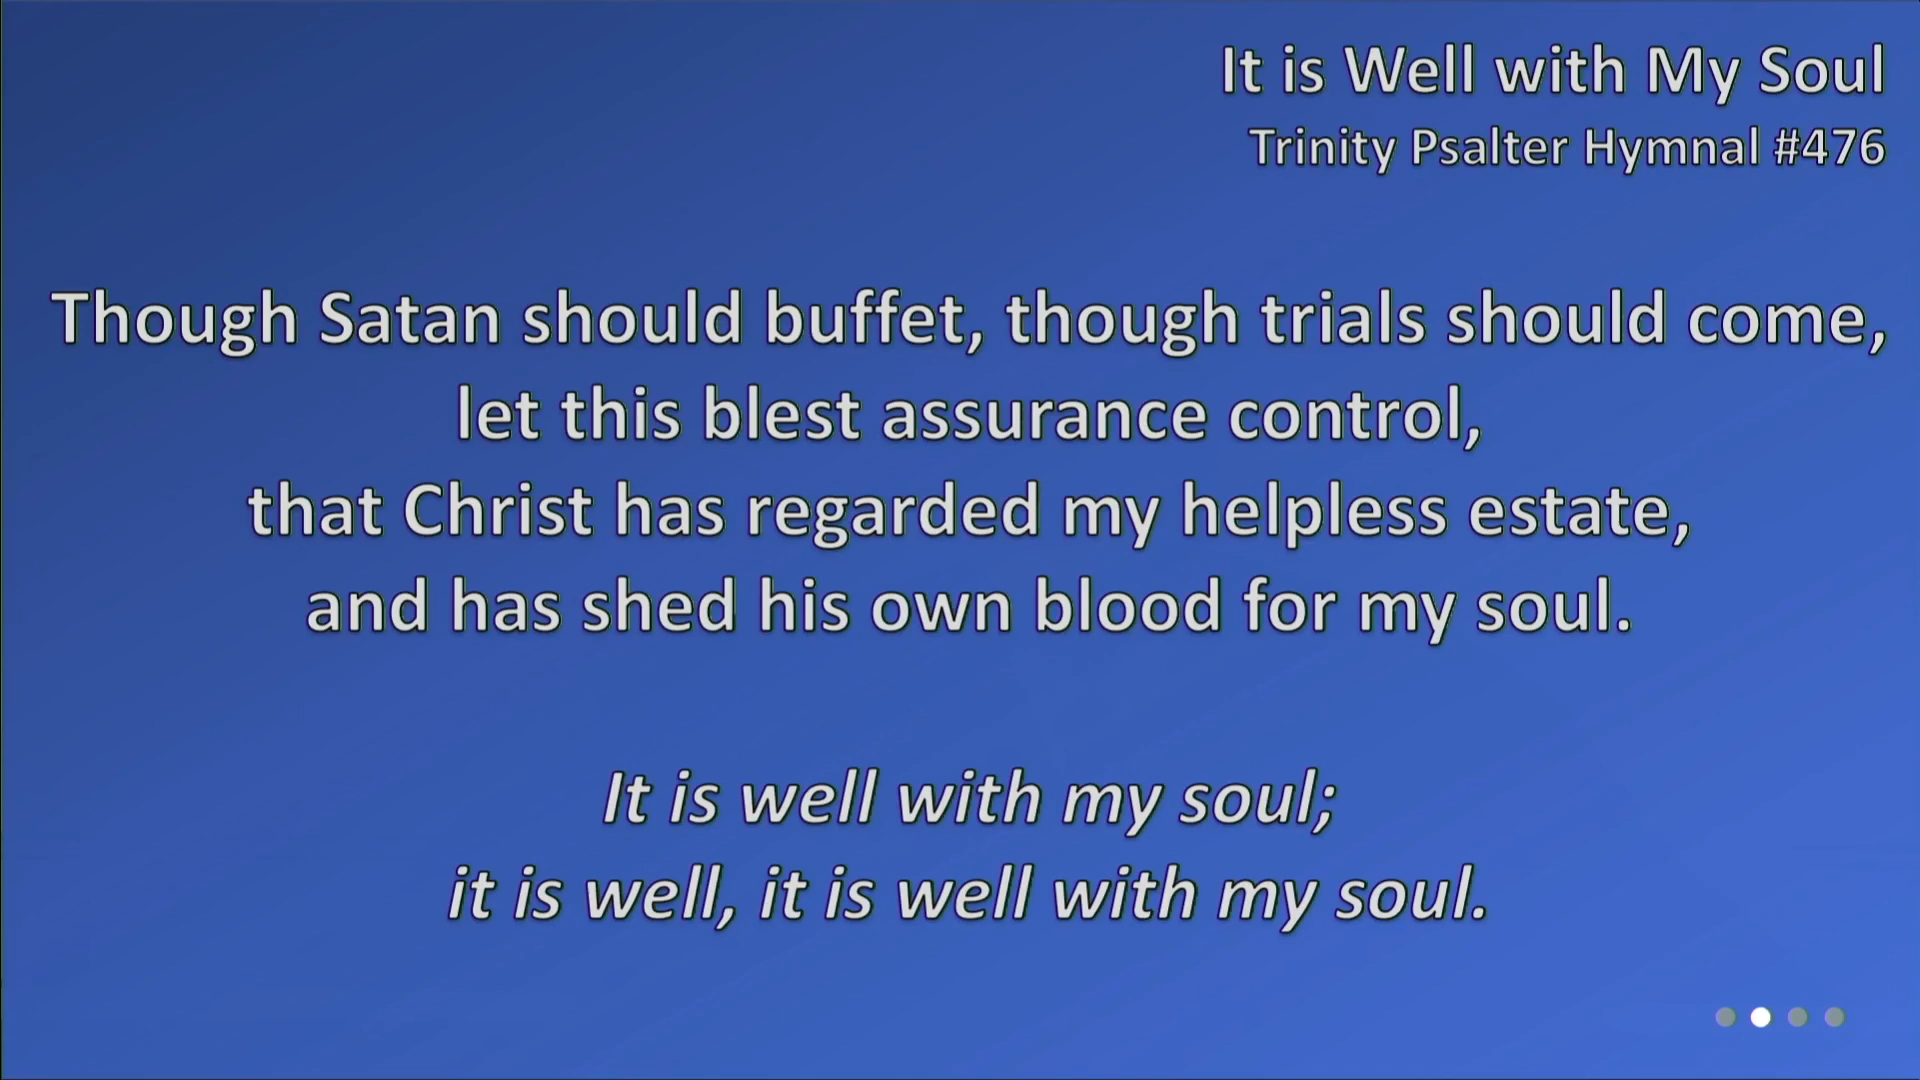 It is Well with My Soul
Trinity Psalter Hymnal #476
Though Satan should buffet, though trials should come,
let this blest assurance control,
that Christ has regarded my helpless estate,
and has shed his own blood for my soul.
It is well with my soul;
it is well, it is well with my soul.